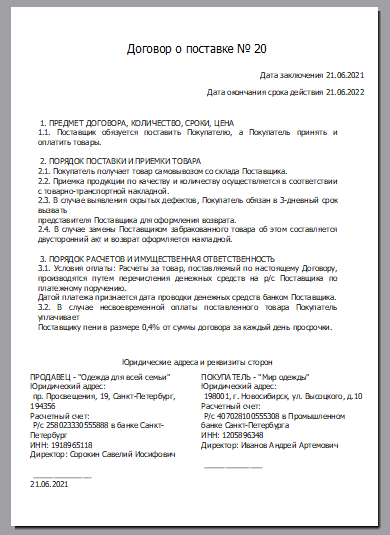 Договор о поставке № 20
Дата заключения 21.06.2021
Дата окончания срока действия 21.06.2022
1. ПРЕДМЕТ ДОГОВОРА, КОЛИЧЕСТВО, СРОКИ, ЦЕНА
1.1. Поставщик обязуется поставить Покупателю, а Покупатель принять и
оплатить товары.
2. ПОРЯДОК ПОСТАВКИ И ПРИЕМКИ ТОВАРА
2.1. Покупатель получает товар самовывозом со склада Поставщика.
2.2. Приемка продукции по качеству и количеству осуществляется в соответствии
с товарно-транспортной накладной.
2.3. В случае выявления скрытых дефектов, Покупатель обязан в 3-дневный срок
вызвать
представителя Поставщика для оформления возврата.
2.4. В случае замены Поставщиком забракованного товара об этом составляется
двусторонний акт и возврат оформляется накладной.
3. ПОРЯДОК РАСЧЕТОВ И ИМУЩЕСТВЕННАЯ ОТВЕТСТВЕННОСТЬ
3.1. Условия оплаты: Расчеты за товар, поставляемый по настоящему Договору,
производятся путем перечисления денежных средств на р/с Поставщика по
платежному поручению.
Датой платежа признается дата проводки денежных средств банком Поставщика.
3.2. В случае несвоевременной оплаты поставленного товара Покупатель
уплачивает
Поставщику пени в размере 0,4% от суммы договора за каждый день просрочки.
Юридические адреса и реквизиты сторон
ПРОДАВЕЦ - "Одежда для всей семьи"
Юридический адрес:
пр. Просвещения, 19, Санкт-Петербург,
194356
Расчетный счет:
Р/с 258023330555888 в банке Санкт-
Петербург
ИНН: 1918965118
Директор: Сорокин Савелий Иосифович
21.06.2021
ПОКУПАТЕЛЬ - "Мир одежды"
Юридический адрес:
198001, г. Новосибирск, ул. Высоцкого, д.10
Расчетный счет:
Р/с 407028100555308 в Промышленном
банке Санкт-Петербурга
ИНН: 1205896348
Директор: Иванов Андрей Артемович